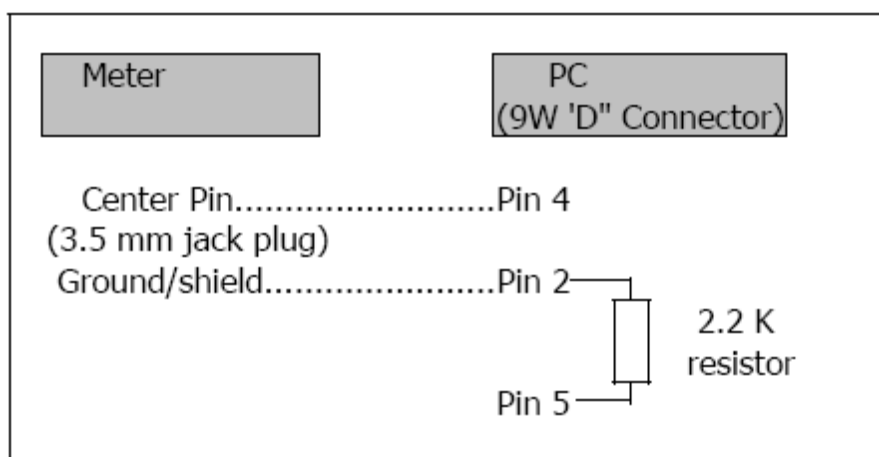 Meter
PC
(9W 'D" Connector)
Center Pin.........................Pin 4
(3.5 mm jack plug)
Ground/shield......................Pin 2
2.2 K
resistor
Pin 5